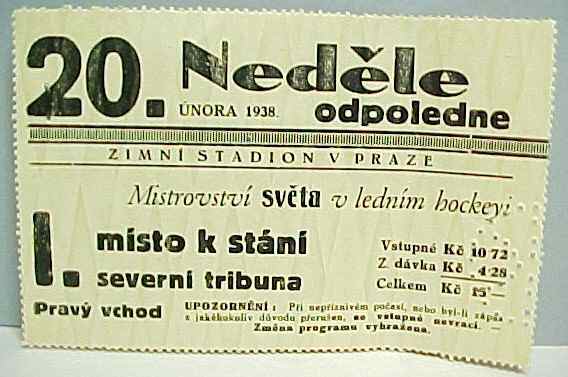 20. Neděle
ÚNORA 1938. odpoledne
ZIMNÍ STADION V PRAZE
Mistrovství světa v ledním hockeyi
I. místo k stání
severní tribuna
Pravý vchod
Vstupné Kč 10 72
Z dávka Kč 4·28
Celkem Kč 15·—
UPOZORNĚNÍ: Při nepříznivém počasí, nebo byl-li zápas
z jakéhokoliv důvodu přerušen, se vstupné nevrací. —
Změna programu vyhražena.